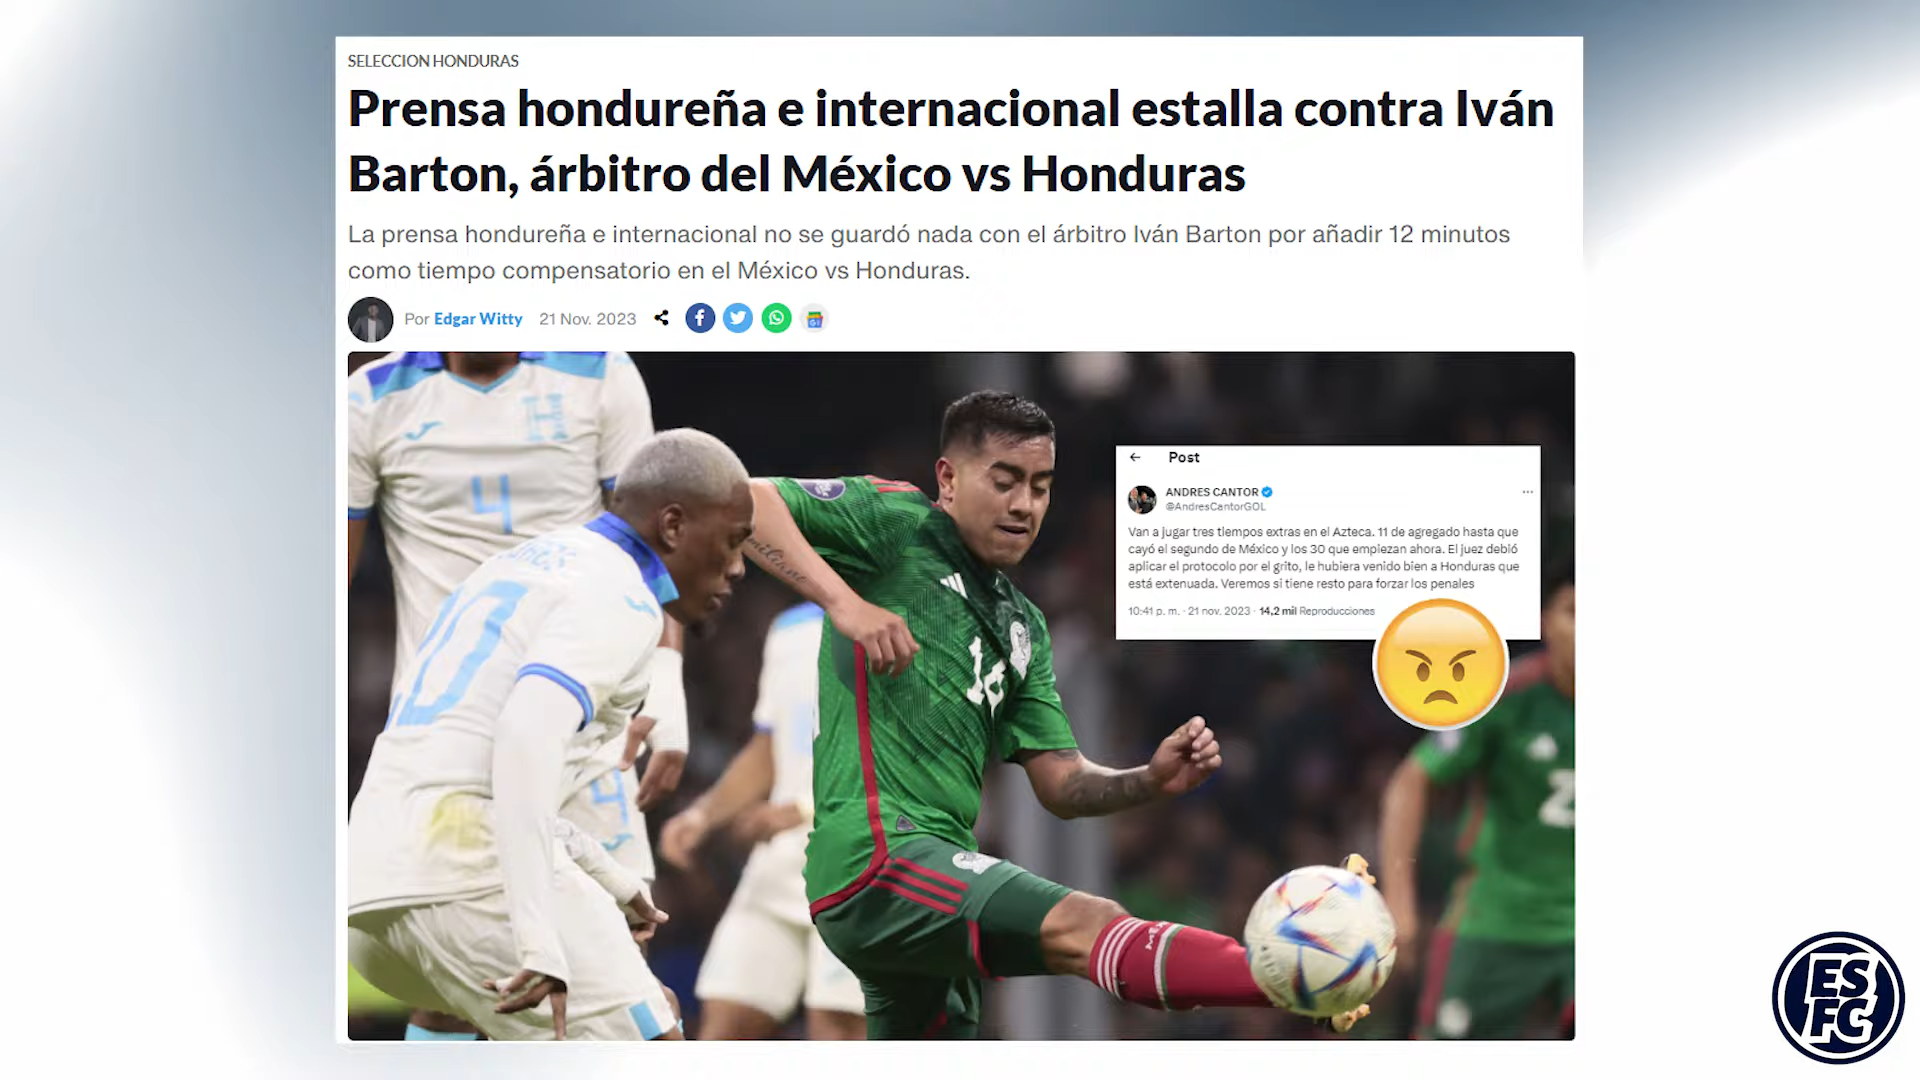 SELECCION HONDURAS
Prensa hondureña e internacional estalla contra Iván
Barton, árbitro del México vs Honduras
La prensa hondureña e internacional no se guardó nada con el árbitro Iván Barton por añadir 12 minutos
como tiempo compensatorio en el México vs Honduras.
Por Edgar Witty 21 Nov. 2023
Post
ANDRES CANTOR
@AndresCantorGOL
Van a jugar tres tiempos extras en el Azteca. 11 de agregado hasta que
cayó el segundo de México y los 30 que empiezan ahora. El juez debió
aplicar el protocolo por el grito, le hubiera venido bien a Honduras que
está extenuada. Veremos si tiene resto para forzar los penales
10:41 p. m. · 21 nov. 2023 · 14,2 mil Reproducciones
4
20
14
2
ES
FC